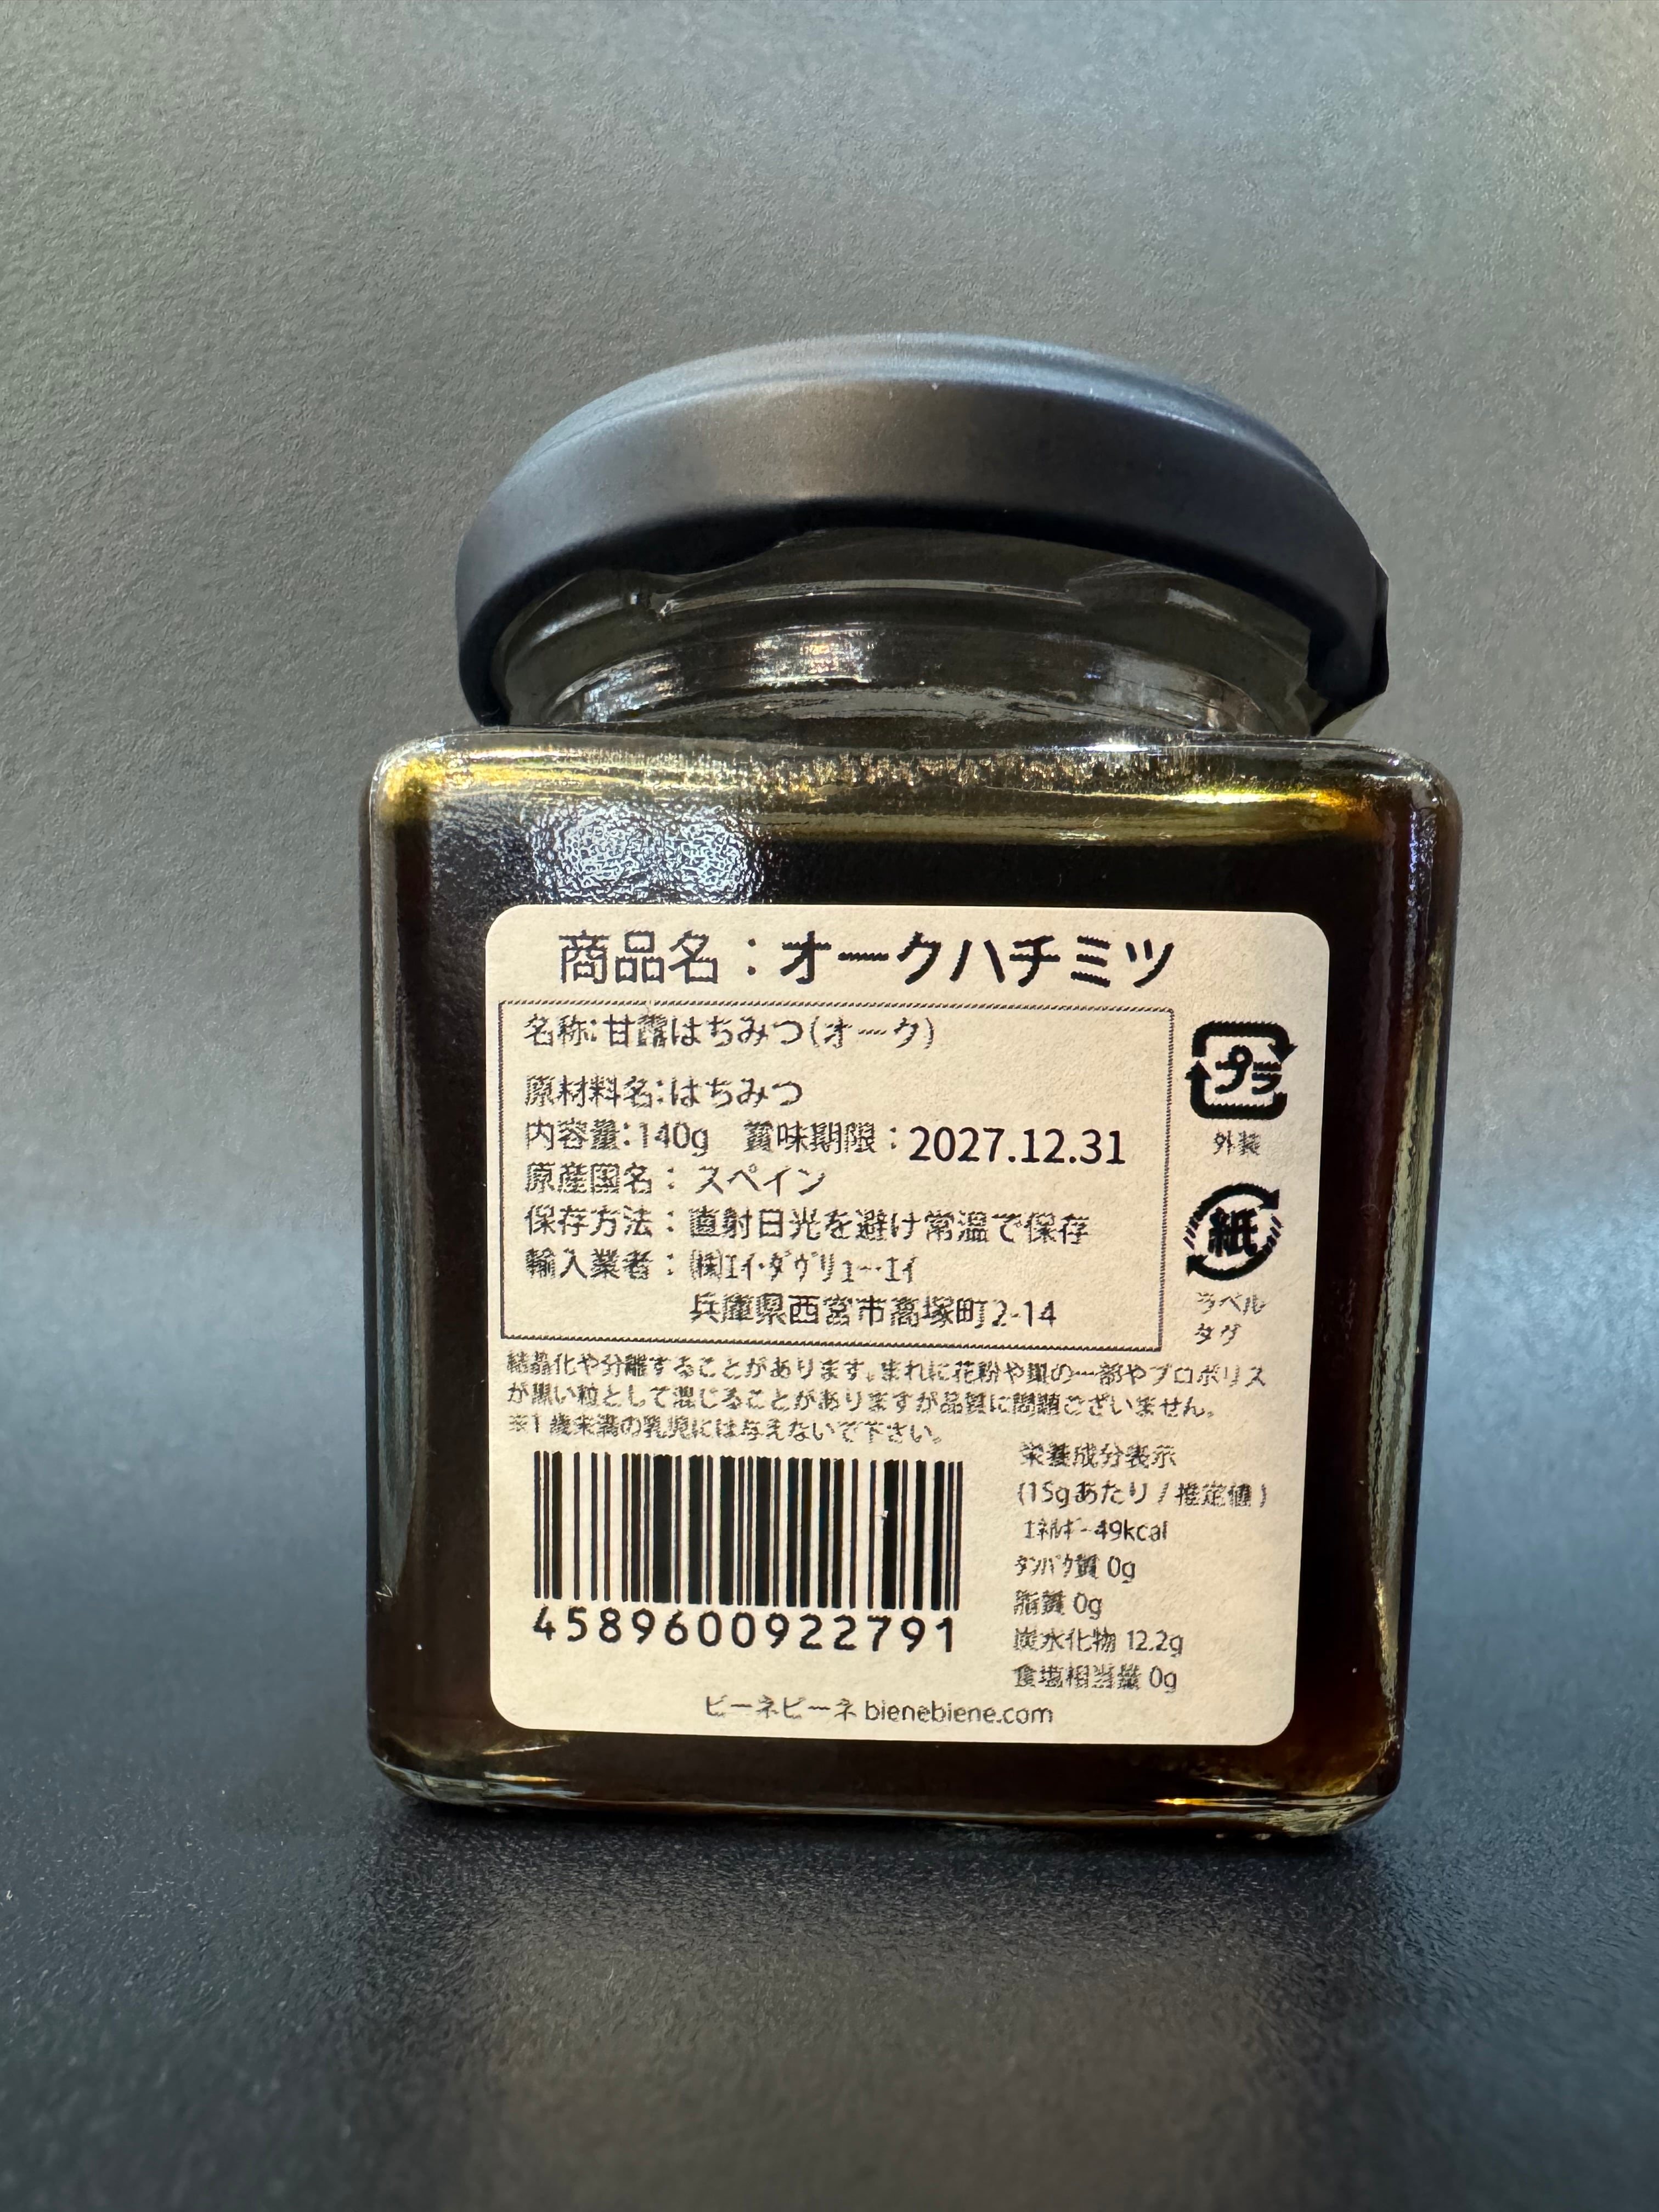 商品名：オークハチミツ
名称:甘露はちみつ(オーク)
原材料名:はちみつ
内容量:140g 賞味期限：2027.12.31
原産国名：スペイン
保存方法：直射日光を避け常温で保存
輸入業者：㈱ｴｲ･ﾀﾞヴﾘｭｰ･ｴｲ
兵庫県西宮市高塚町2-14
プラ
外装
紙
ラベル
タグ
結晶化や分離することがあります。まれに花粉や巣の一部やプロポリス
が黒い粒として混じることがありますが品質に問題ございません。
※1歳未満の乳児には与えないで下さい。
栄養成分表示
(15gあたり/推定値)
ｴﾈﾙｷﾞｰ49kcal
ﾀﾝﾊﾟｸ質 0g
脂質 0g
炭水化物 12.2g
食塩相当量 0g
4589600922791
ビーネビーネ bienebiene.com